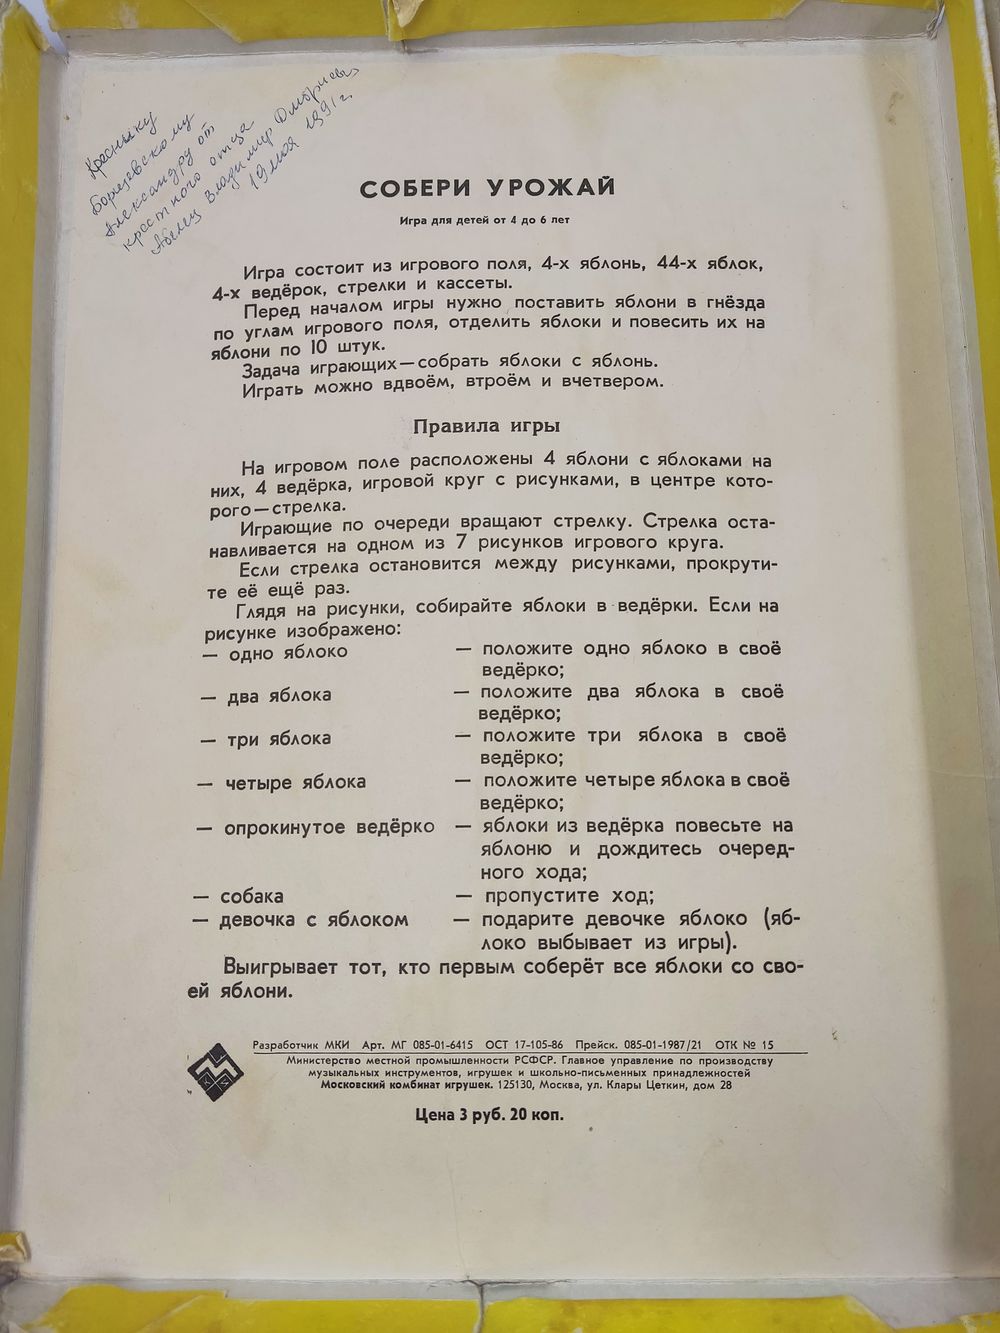 Крестнику
Борщевскому
Александру от
крестного отца
Владимир Дмитриевич
19 мая 1991 г.
СОБЕРИ УРОЖАЙ
Игра для детей от 4 до 6 лет
Игра состоит из игрового поля, 4-х яблонь, 44-х яблок,
4-х ведёрок, стрелки и кассеты.
Перед началом игры нужно поставить яблони в гнёзда
по углам игрового поля, отделить яблоки и повесить их на
яблони по 10 штук.
Задача играющих—собрать яблоки с яблонь.
Играть можно вдвоём, втроём и вчетвером.
Правила игры
На игровом поле расположены 4 яблони с яблоками на
них, 4 ведёрка, игровой круг с рисунками, в центре кото-
рого—стрелка.
Играющие по очереди вращают стрелку. Стрелка оста-
навливается на одном из 7 рисунков игрового круга.
Если стрелка остановится между рисунками, прокрути-
те её ещё раз.
Глядя на рисунки, собирайте яблоки в ведёрки. Если на
рисунке изображено:
— одно яблоко — положите одно яблоко в своё
ведёрко;
— два яблока — положите два яблока в своё
ведёрко;
— три яблока — положите три яблока в своё
ведёрко;
— четыре яблока — положите четыре яблока в своё
ведёрко;
— опрокинутое ведёрко — яблоки из ведёрка повесьте на
яблоню и дождитесь очеред-
ного хода;
— собака — пропустите ход;
— девочка с яблоком — подарите девочке яблоко (яб-
локо выбывает из игры).
Выигрывает тот, кто первым соберёт все яблоки со сво-
ей яблони.
Разработчик МКИ Арт. МГ 085-01-6415 ОСТ 17-105-86 Прейск. 085-01-1987/21 ОТК № 15
Министерство местной промышленности РСФСР. Главное управление по производству
музыкальных инструментов, игрушек и школьно-письменных принадлежностей
Московский комбинат игрушек. 125130, Москва, ул. Клары Цеткин, дом 28
Цена 3 руб. 20 коп.